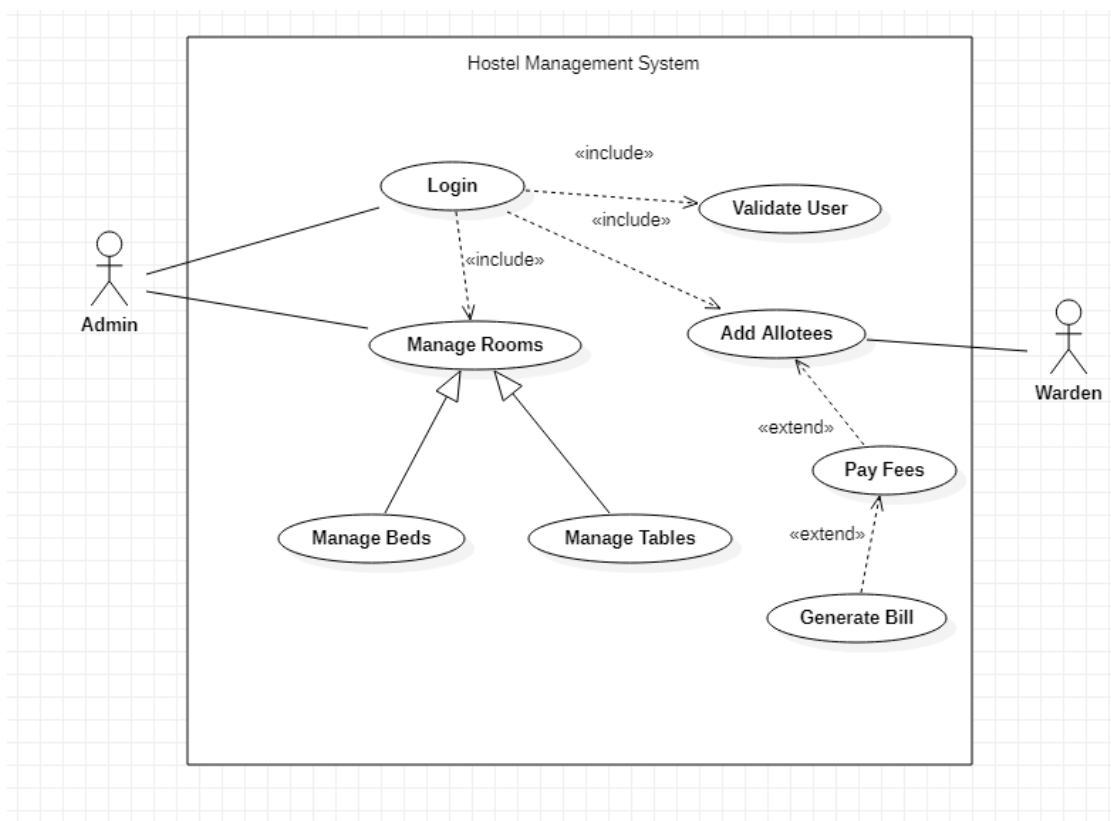 Hostel Management System
«include»
Login
Validate User
«include»
«include»
Admin
Manage Rooms
Add Allotees
Warden
«extend»
Pay Fees
Manage Beds
Manage Tables
«extend»
Generate Bill